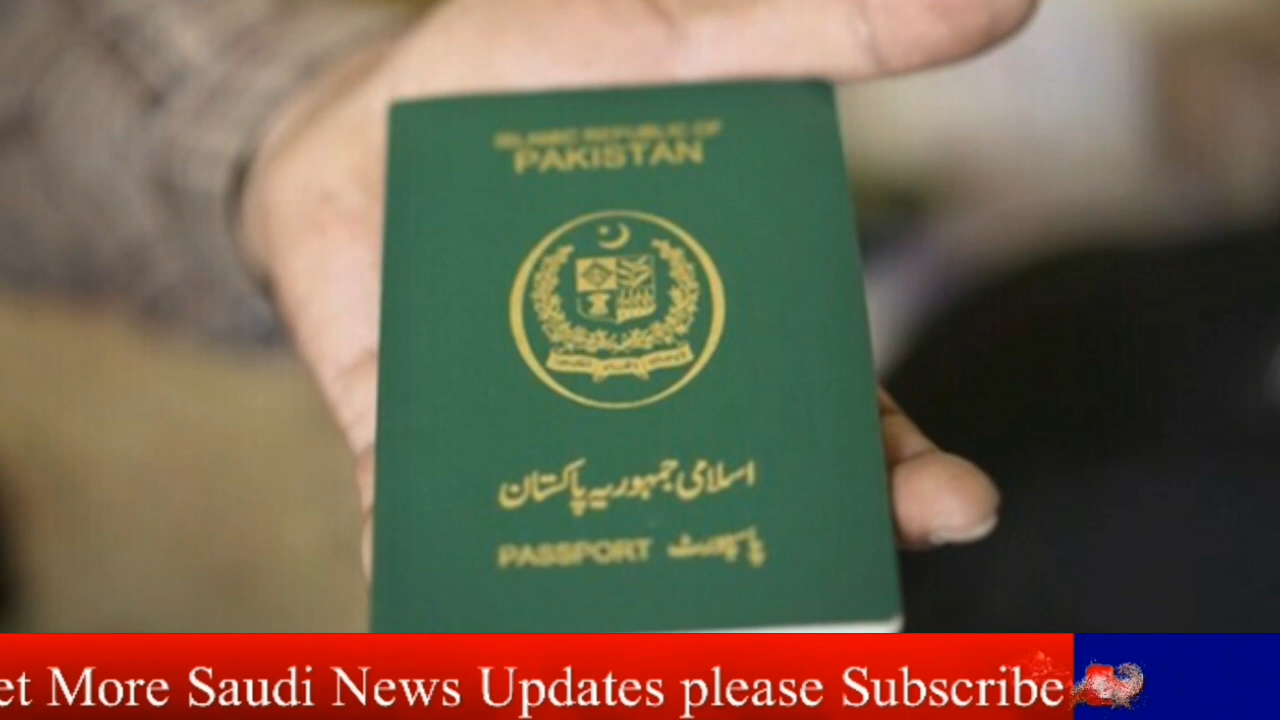 ISLAMIC REPUBLIC OF
PAKISTAN
اسلامی جمہوریہ پاکستان
PASSPORT پاسپورٹ
et More Saudi News Updates please Subscribe